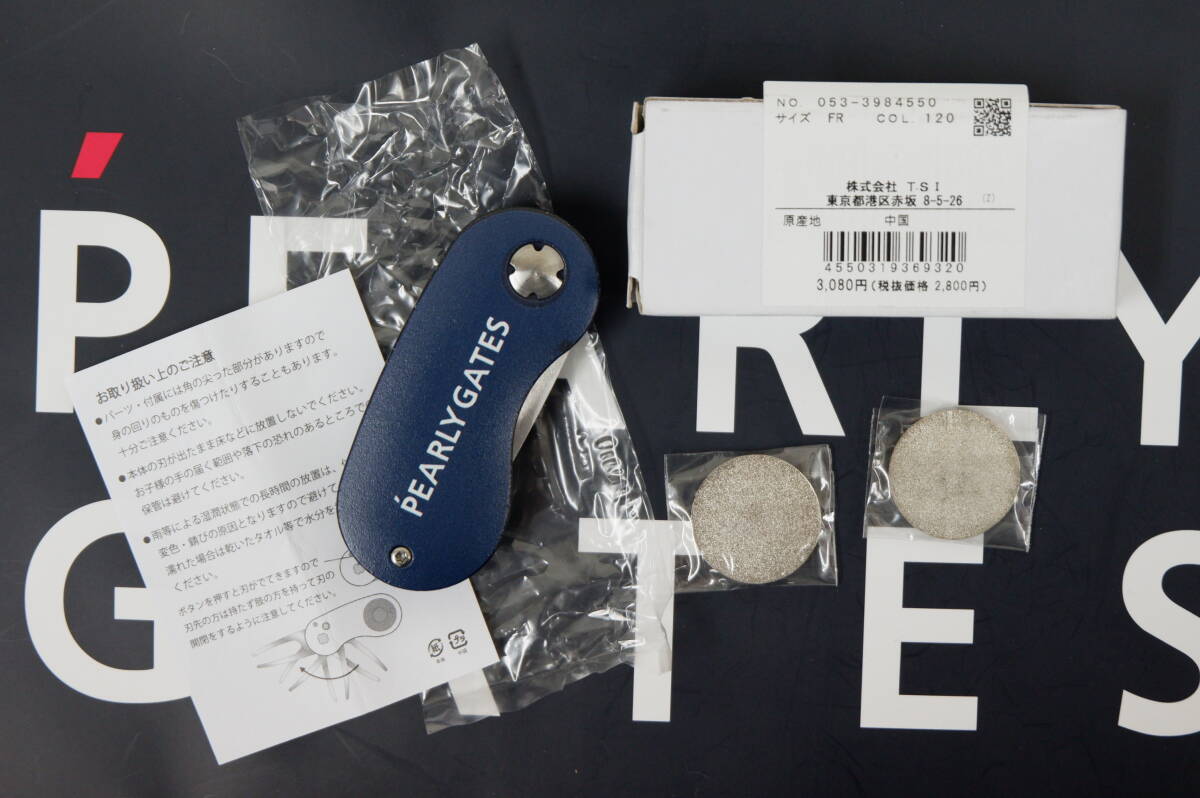 NO. 053-3984550
サイズ FR COL. 120
株式会社 TSI
東京都港区赤坂 8-5-26 (Z)
原産地 中国
4550319369320
3,080円(税抜価格 2,800円)
PEARLY GATES
お取り扱い上のご注意
●パーツ・付属には角の尖った部分がありますので
身の回りのものを傷つけたりすることもあります。
十分ご注意ください。
●本体の刃が出たまま床などに放置しないでください。
お子様の手の届く範囲や落下の恐れのあるところでの
保管は避けてください。
●雨等による湿潤状態での長時間の放置は、
変色・錆びの原因となりますので避けて
濡れた場合は乾いたタオル等で水分を
ください。
ボタンを押すと刃がでてきますので
刃先の方は持たず肢の方を持って刃の
開閉をするように注意してください。
紙
プラ
中国
PE RLY
G TES